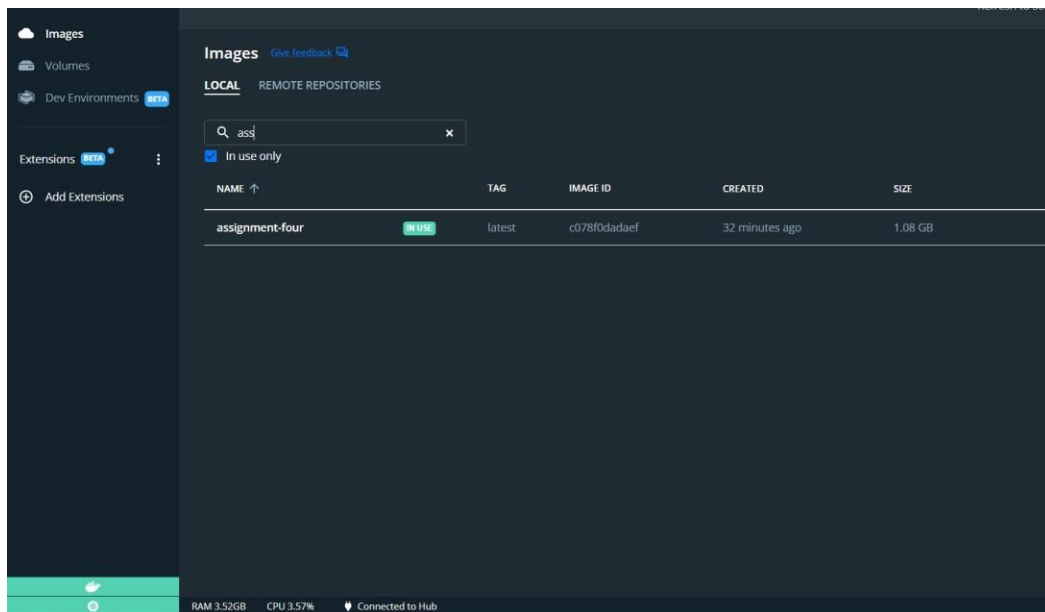 Images
Volumes
Dev Environments BETA
Extensions BETA
Add Extensions
Images Give feedback
LOCAL REMOTE REPOSITORIES
ass
In use only
NAME TAG IMAGE ID CREATED SIZE
assignment-four IN USE latest c078f0dadaef 32 minutes ago 1.08 GB
RAM 3.52GB CPU 3.57% Connected to Hub